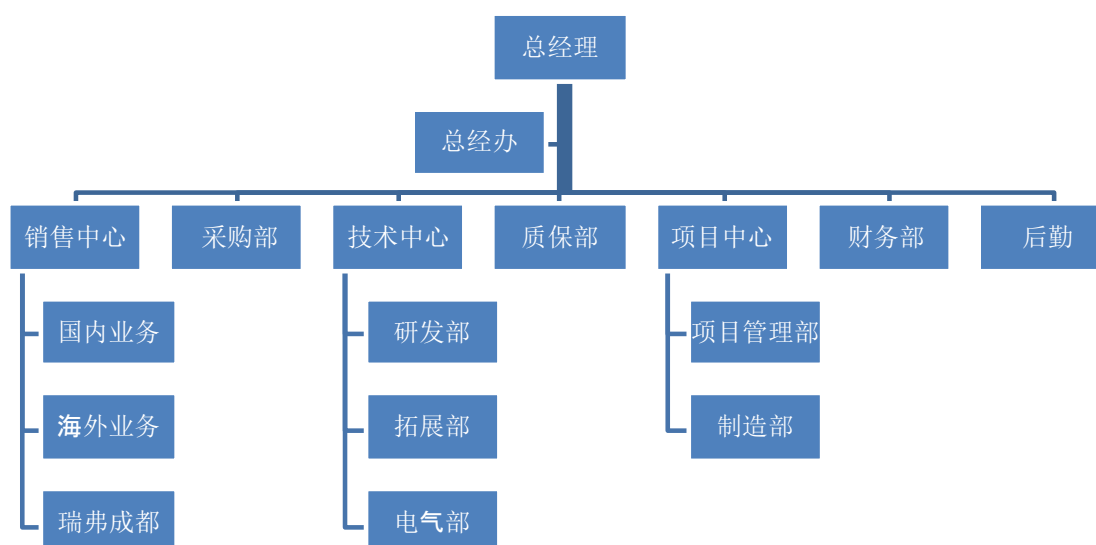 总经理
总经办
销售中心
采购部
技术中心
质保部
项目中心
财务部
后勤
国内业务
研发部
项目管理部
海外业务
拓展部
制造部
瑞弗成都
电气部